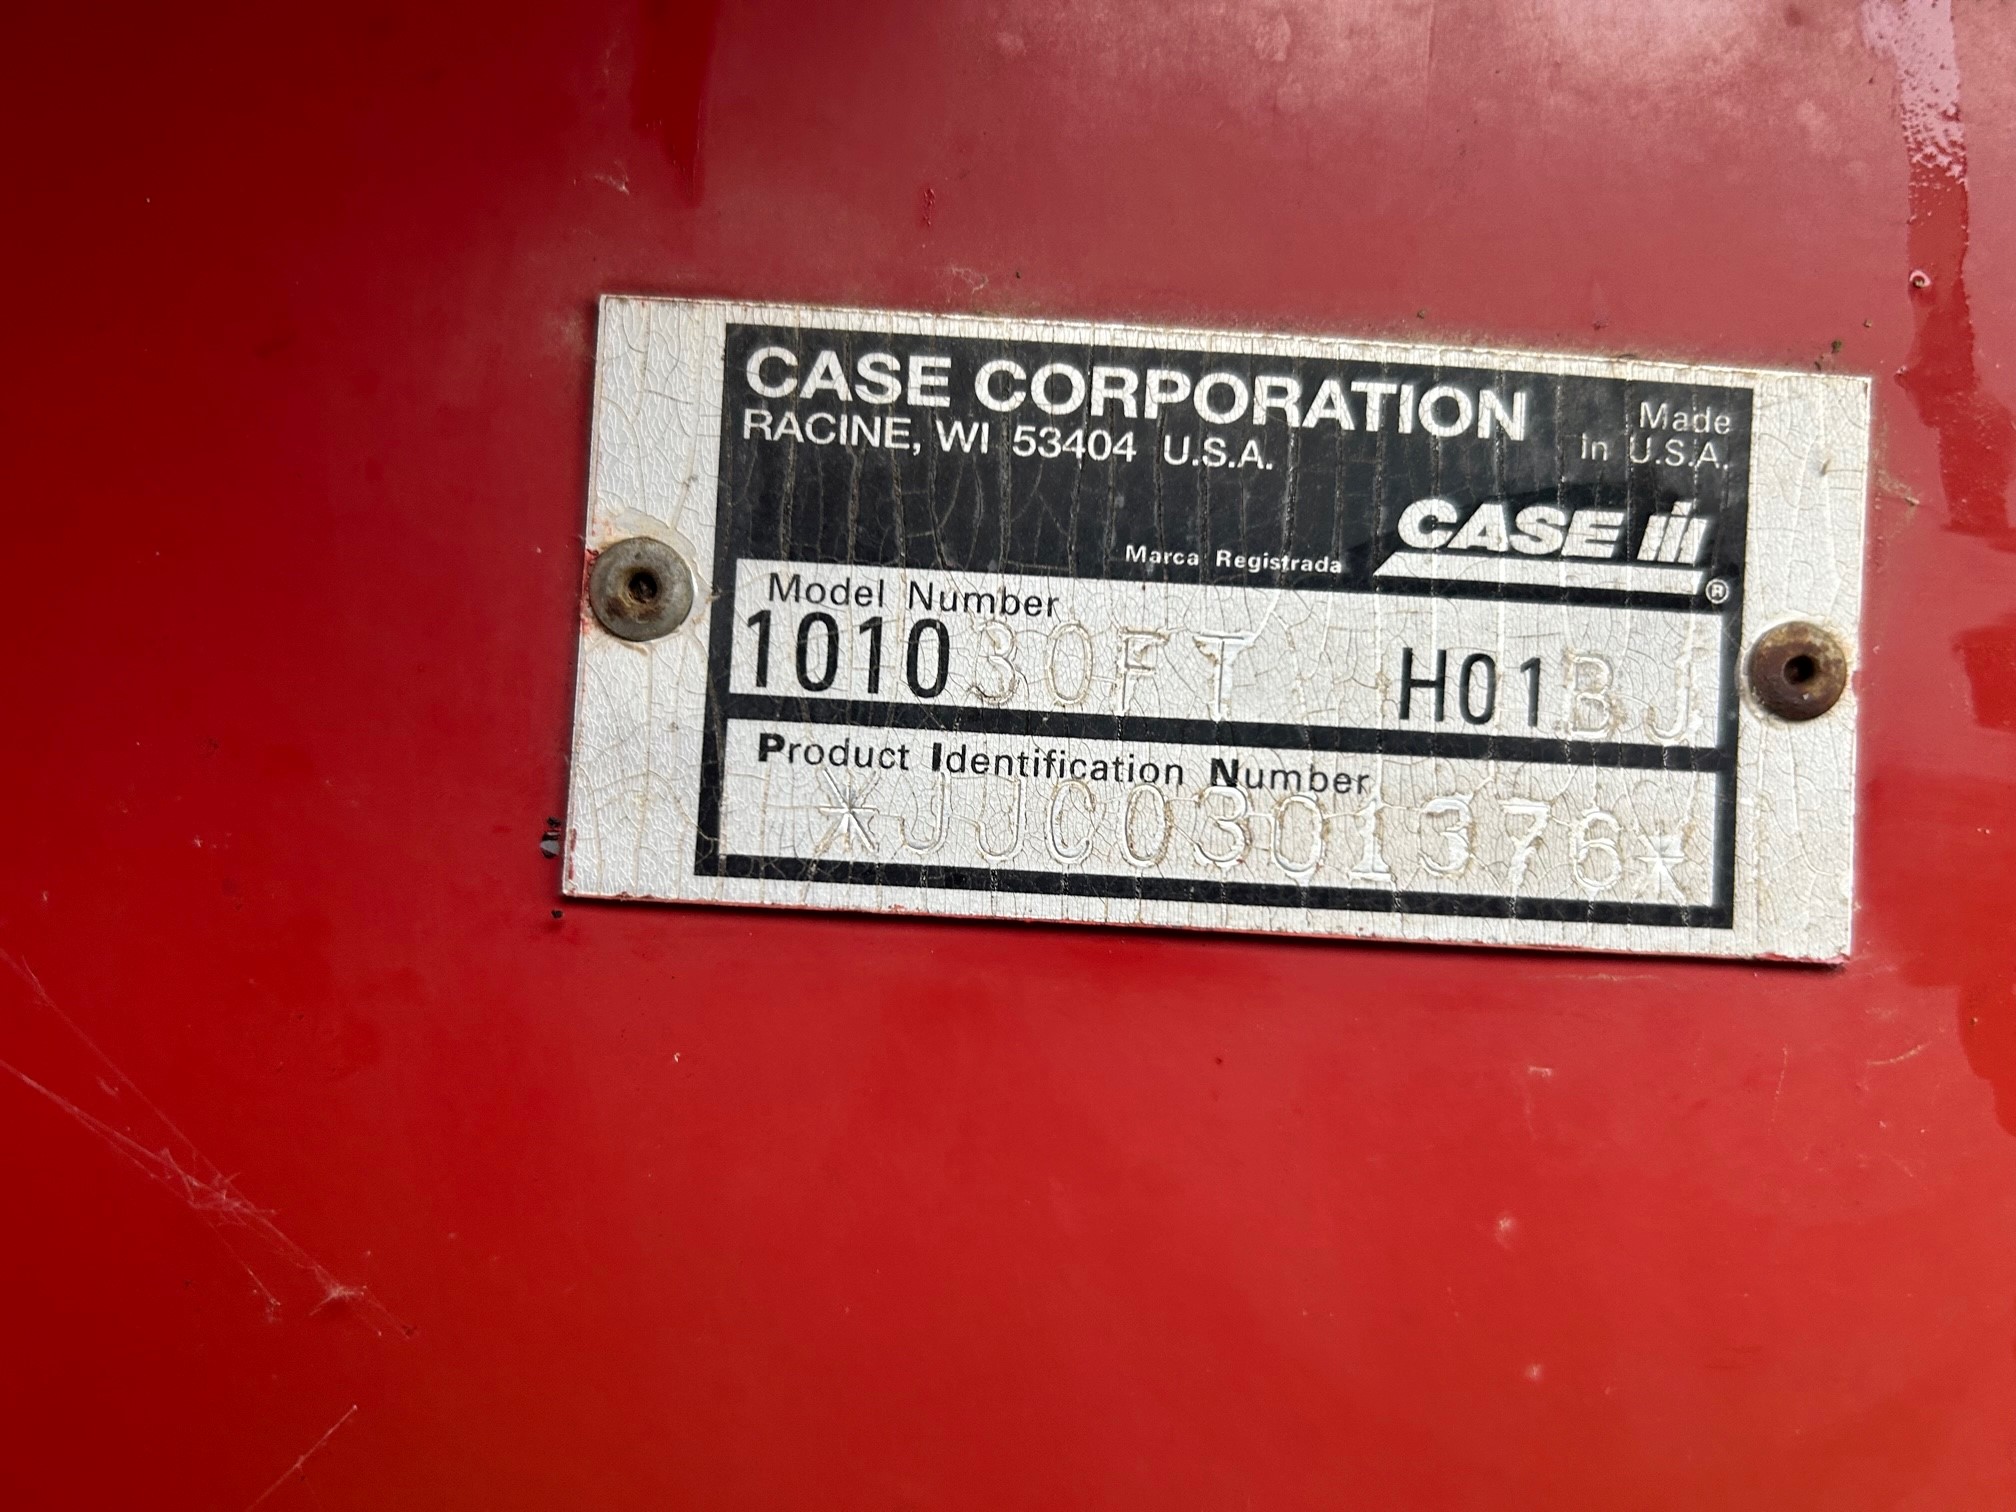 CASE CORPORATION
RACINE, WI 53404 U.S.A.
Made
in U.S.A.
CASE IH
Marca Registrada ®
Model Number
1010 30FT H01BJ
Product Identification Number
*JJC0301376*